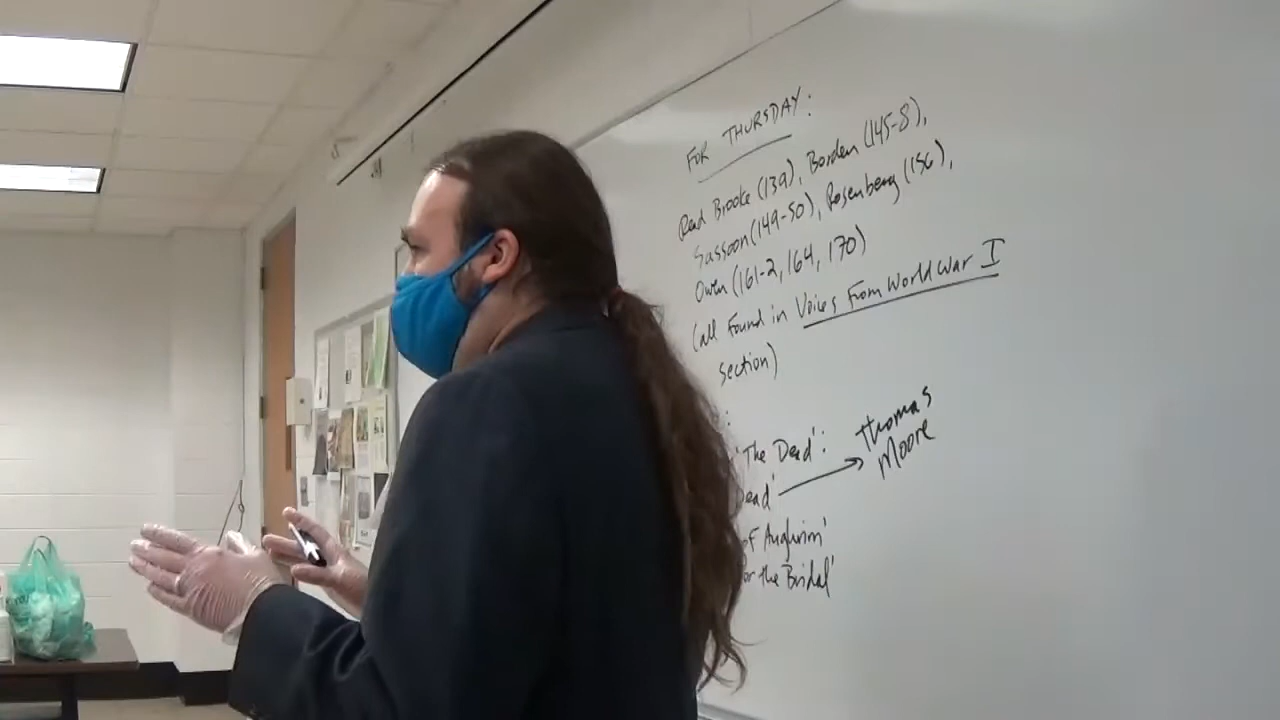 FOR THURSDAY:
Read Brooke (139), Borden (145-8),
Sassoon (149-50), Rosenberg (156),
Owen (161-2, 164, 170)
(all found in Voices From World War I
section)
'The Dead':
Dead' → Thomas
Moore
of Aughrim'
or the Bridal'